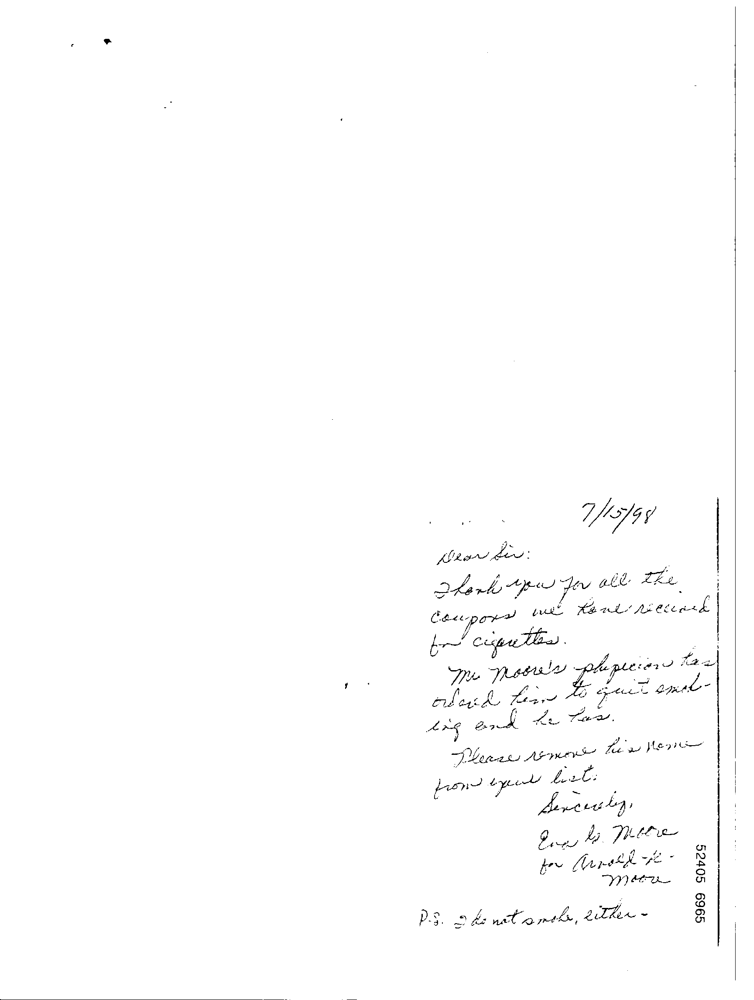 7/15/98
Dear Sir:
Thank you for all the
coupons we have received
for cigarettes.
Mr Moore's physician has
ordered him to quit smok-
ing and he has.
Please remove his name
from your list.
Sincerely,
Eva G. Moore
for Arnold K.
Moore
P.S. I do not smoke, either-
52405 6965